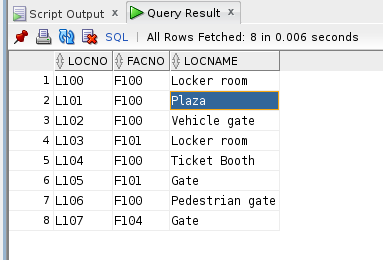 Script Output x Query Result x
SQL | All Rows Fetched: 8 in 0.006 seconds
LOCNO FACNO LOCNAME
1 L100 F100 Locker room
2 L101 F100 Plaza
3 L102 F100 Vehicle gate
4 L103 F101 Locker room
5 L104 F100 Ticket Booth
6 L105 F101 Gate
7 L106 F100 Pedestrian gate
8 L107 F104 Gate